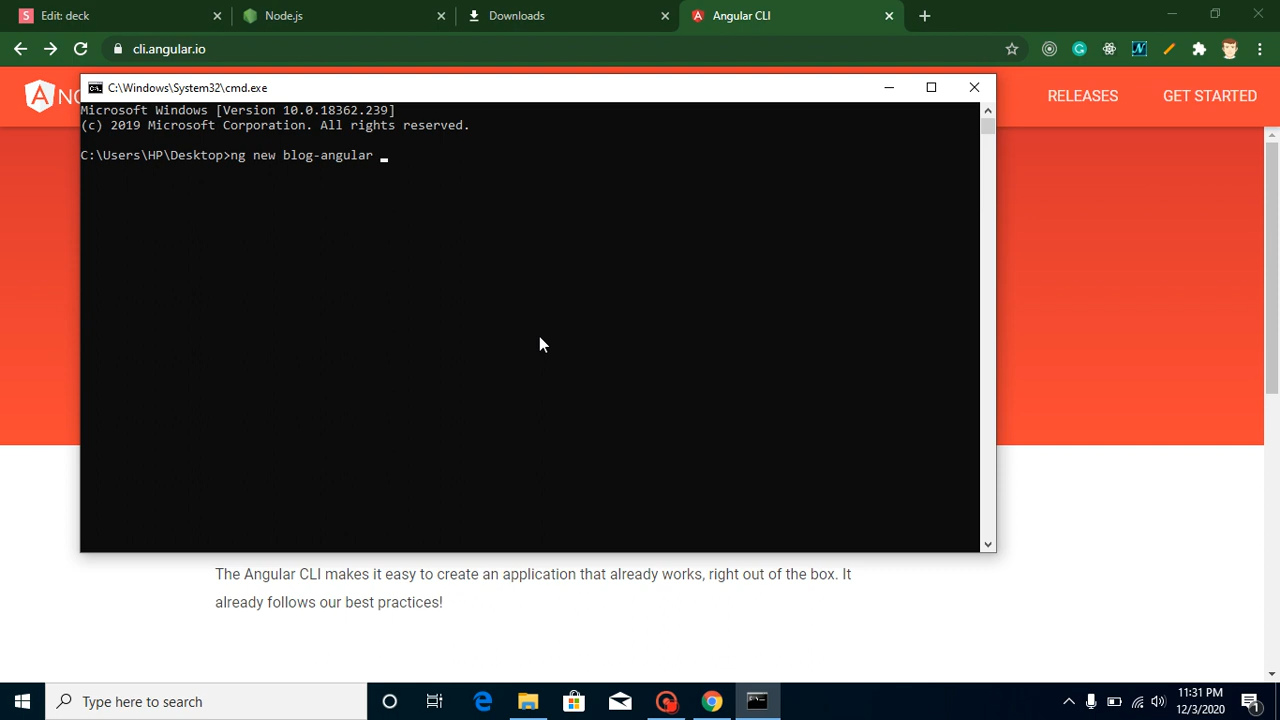 Edit: deck
Node.js
Downloads
Angular CLI
cli.angular.io
RELEASES
GET STARTED
C:\Windows\System32\cmd.exe
Microsoft Windows [Version 10.0.18362.239]
(c) 2019 Microsoft Corporation. All rights reserved.
C:\Users\HP\Desktop>ng new blog-angular _
The Angular CLI makes it easy to create an application that already works, right out of the box. It
already follows our best practices!
Type here to search
11:31 PM
12/3/2020
1